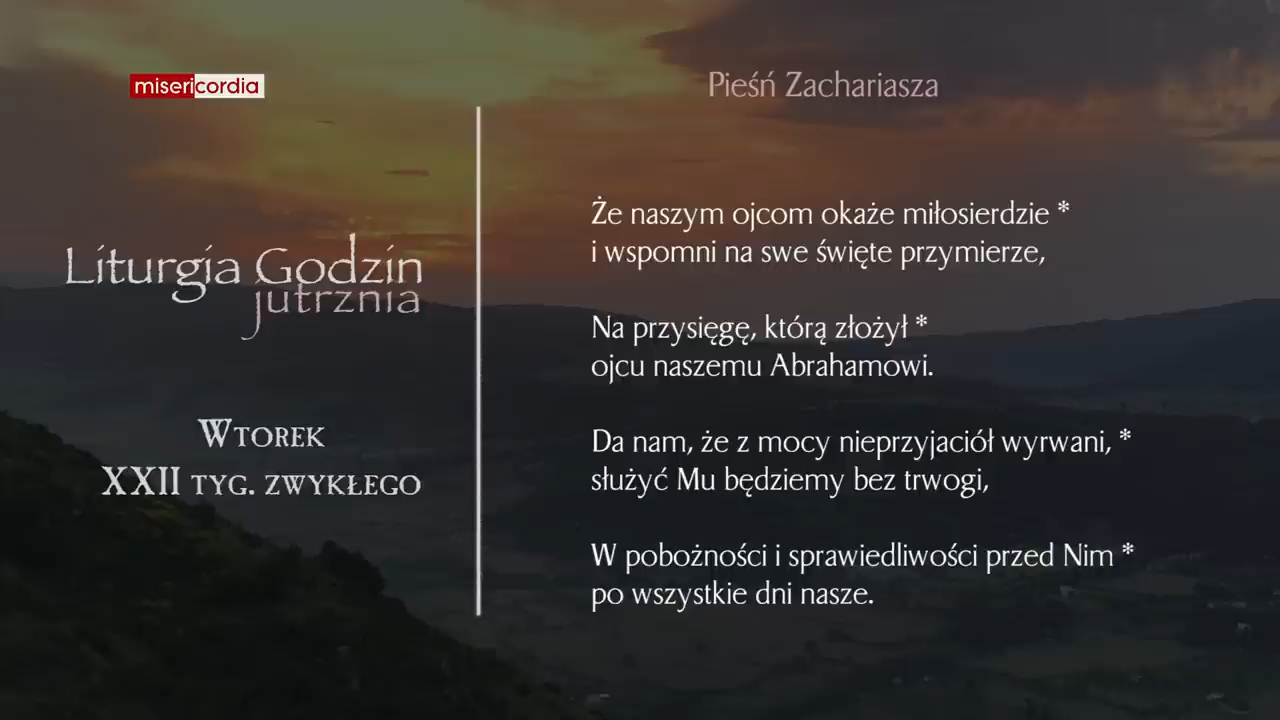 misericordia
Liturgia Godzin
jutrznia
Wtorek
XXII tyg. zwykłego
Pieśń Zachariasza
Że naszym ojcom okaże miłosierdzie *
i wspomni na swe święte przymierze,
Na przysięgę, którą złożył *
ojcu naszemu Abrahamowi.
Da nam, że z mocy nieprzyjaciół wyrwani, *
służyć Mu będziemy bez trwogi,
W pobożności i sprawiedliwości przed Nim *
po wszystkie dni nasze.